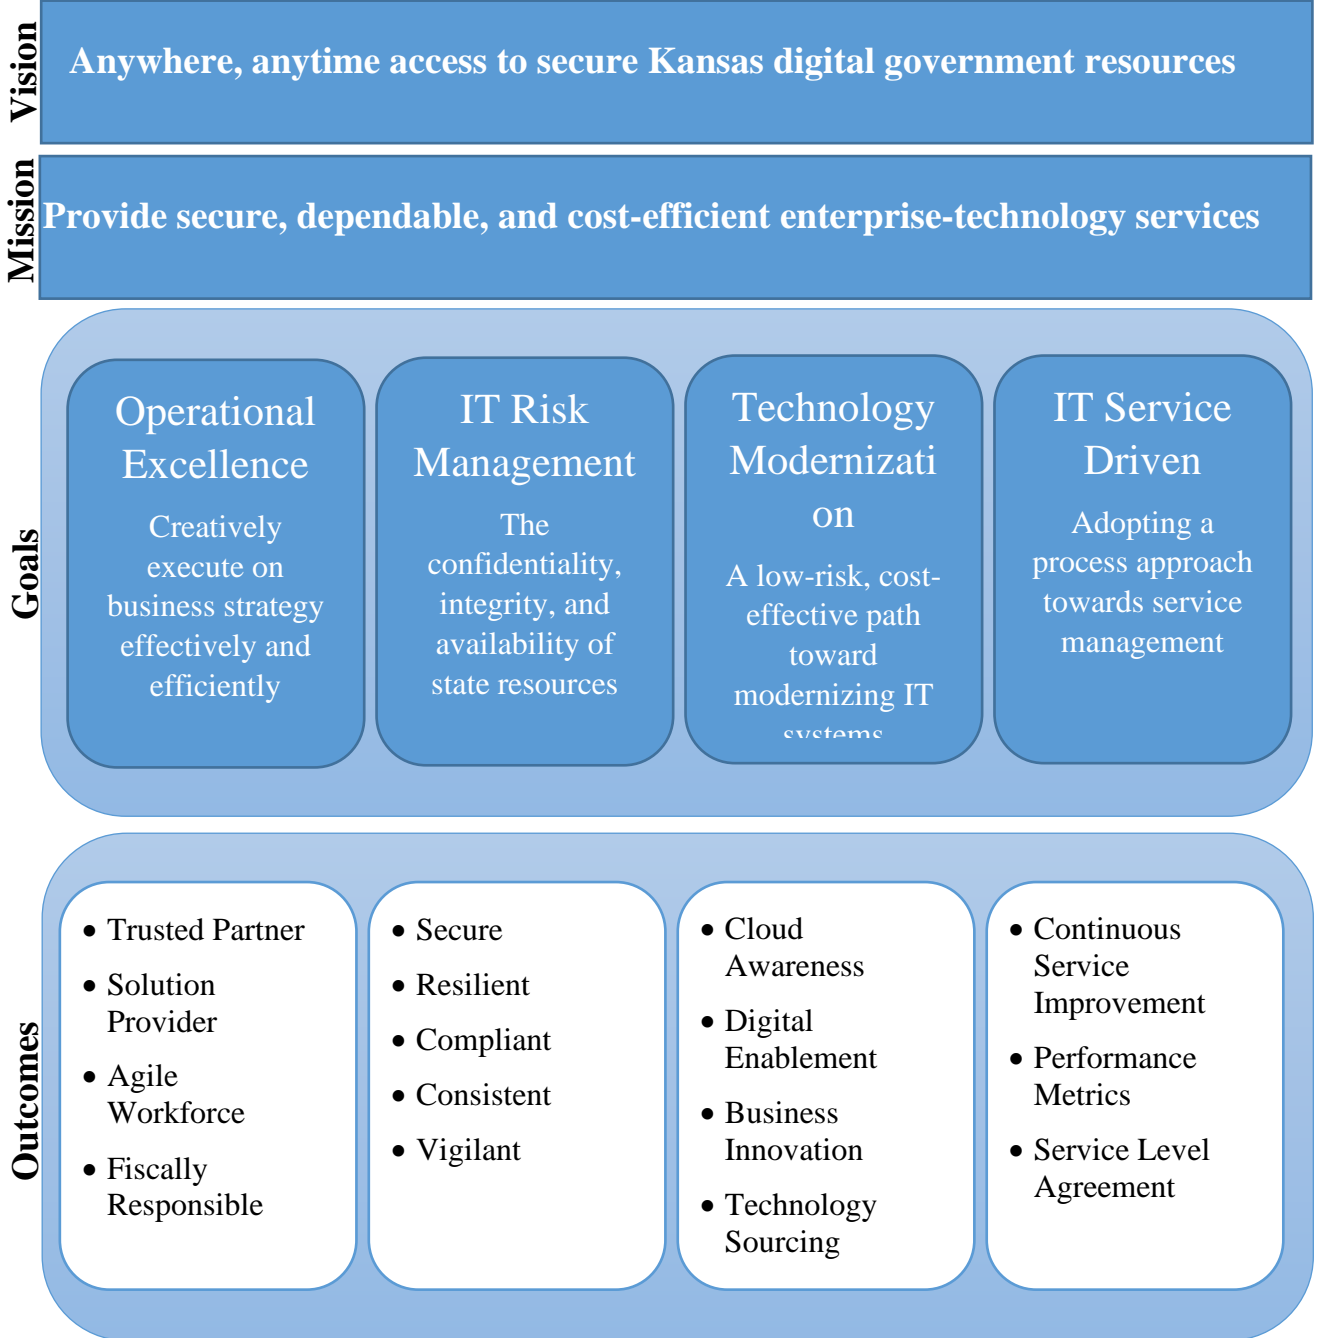 Vision
Anywhere, anytime access to secure Kansas digital government resources
Mission
Provide secure, dependable, and cost-efficient enterprise-technology services
Goals
Operational
Excellence
Creatively
execute on
business strategy
effectively and
efficiently
IT Risk
Management
The
confidentiality,
integrity, and
availability of
state resources
Technology
Modernizati
on
A low-risk, cost-
effective path
toward
modernizing IT
systems
IT Service
Driven
Adopting a
process approach
towards service
management
Outcomes
• Trusted Partner
• Solution
Provider
• Agile
Workforce
• Fiscally
Responsible
• Secure
• Resilient
• Compliant
• Consistent
• Vigilant
• Cloud
Awareness
• Digital
Enablement
• Business
Innovation
• Technology
Sourcing
• Continuous
Service
Improvement
• Performance
Metrics
• Service Level
Agreement